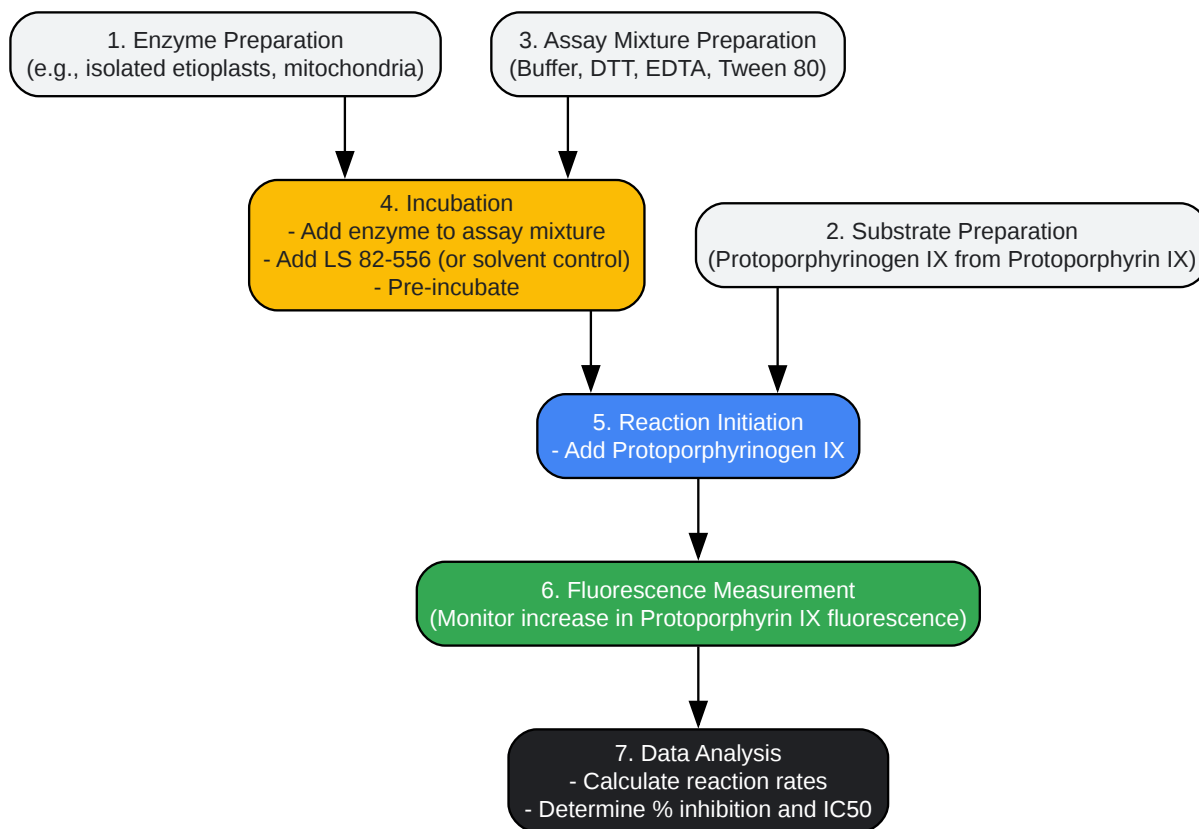 1. Enzyme Preparation
(e.g., isolated etioplasts, mitochondria)
3. Assay Mixture Preparation
(Buffer, DTT, EDTA, Tween 80)
4. Incubation
- Add enzyme to assay mixture
- Add LS 82-556 (or solvent control)
- Pre-incubate
2. Substrate Preparation
(Protoporphyrinogen IX from Protoporphyrin IX)
5. Reaction Initiation
- Add Protoporphyrinogen IX
6. Fluorescence Measurement
(Monitor increase in Protoporphyrin IX fluorescence)
7. Data Analysis
- Calculate reaction rates
- Determine % inhibition and IC50